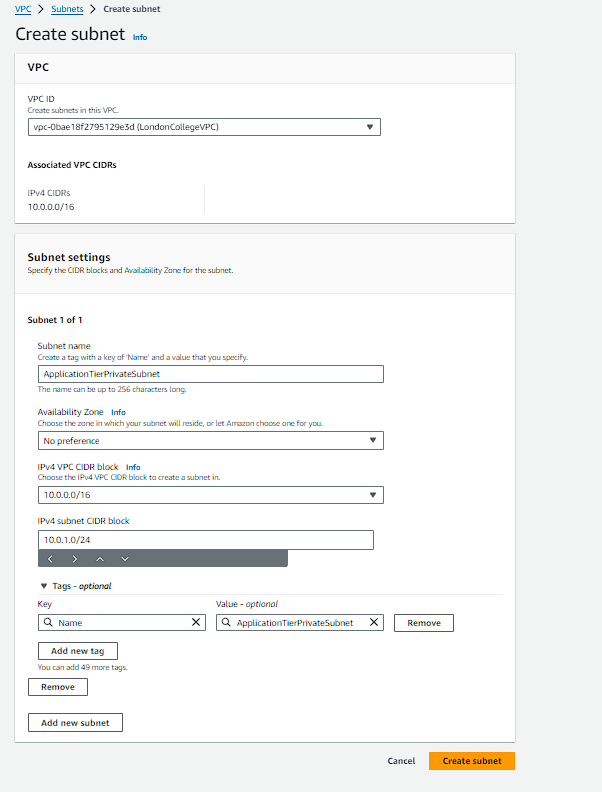 VPC > Subnets > Create subnet
Create subnet Info
VPC
VPC ID
Create subnets in this VPC.
vpc-0bae18f2795129e3d (LondonCollegeVPC)
Associated VPC CIDRs
IPv4 CIDRs
10.0.0.0/16
Subnet settings
Specify the CIDR blocks and Availability Zone for the subnet.
Subnet 1 of 1
Subnet name
Create a tag with a key of 'Name' and a value that you specify.
ApplicationTierPrivateSubnet
The name can be up to 256 characters long.
Availability Zone Info
Choose the zone in which your subnet will reside, or let Amazon choose one for you.
No preference
IPv4 VPC CIDR block Info
Choose the IPv4 VPC CIDR block to create a subnet in.
10.0.0.0/16
IPv4 subnet CIDR block
10.0.1.0/24
Tags - optional
Key Value - optional
Name ApplicationTierPrivateSubnet Remove
Add new tag
You can add 49 more tags.
Remove
Add new subnet
Cancel Create subnet